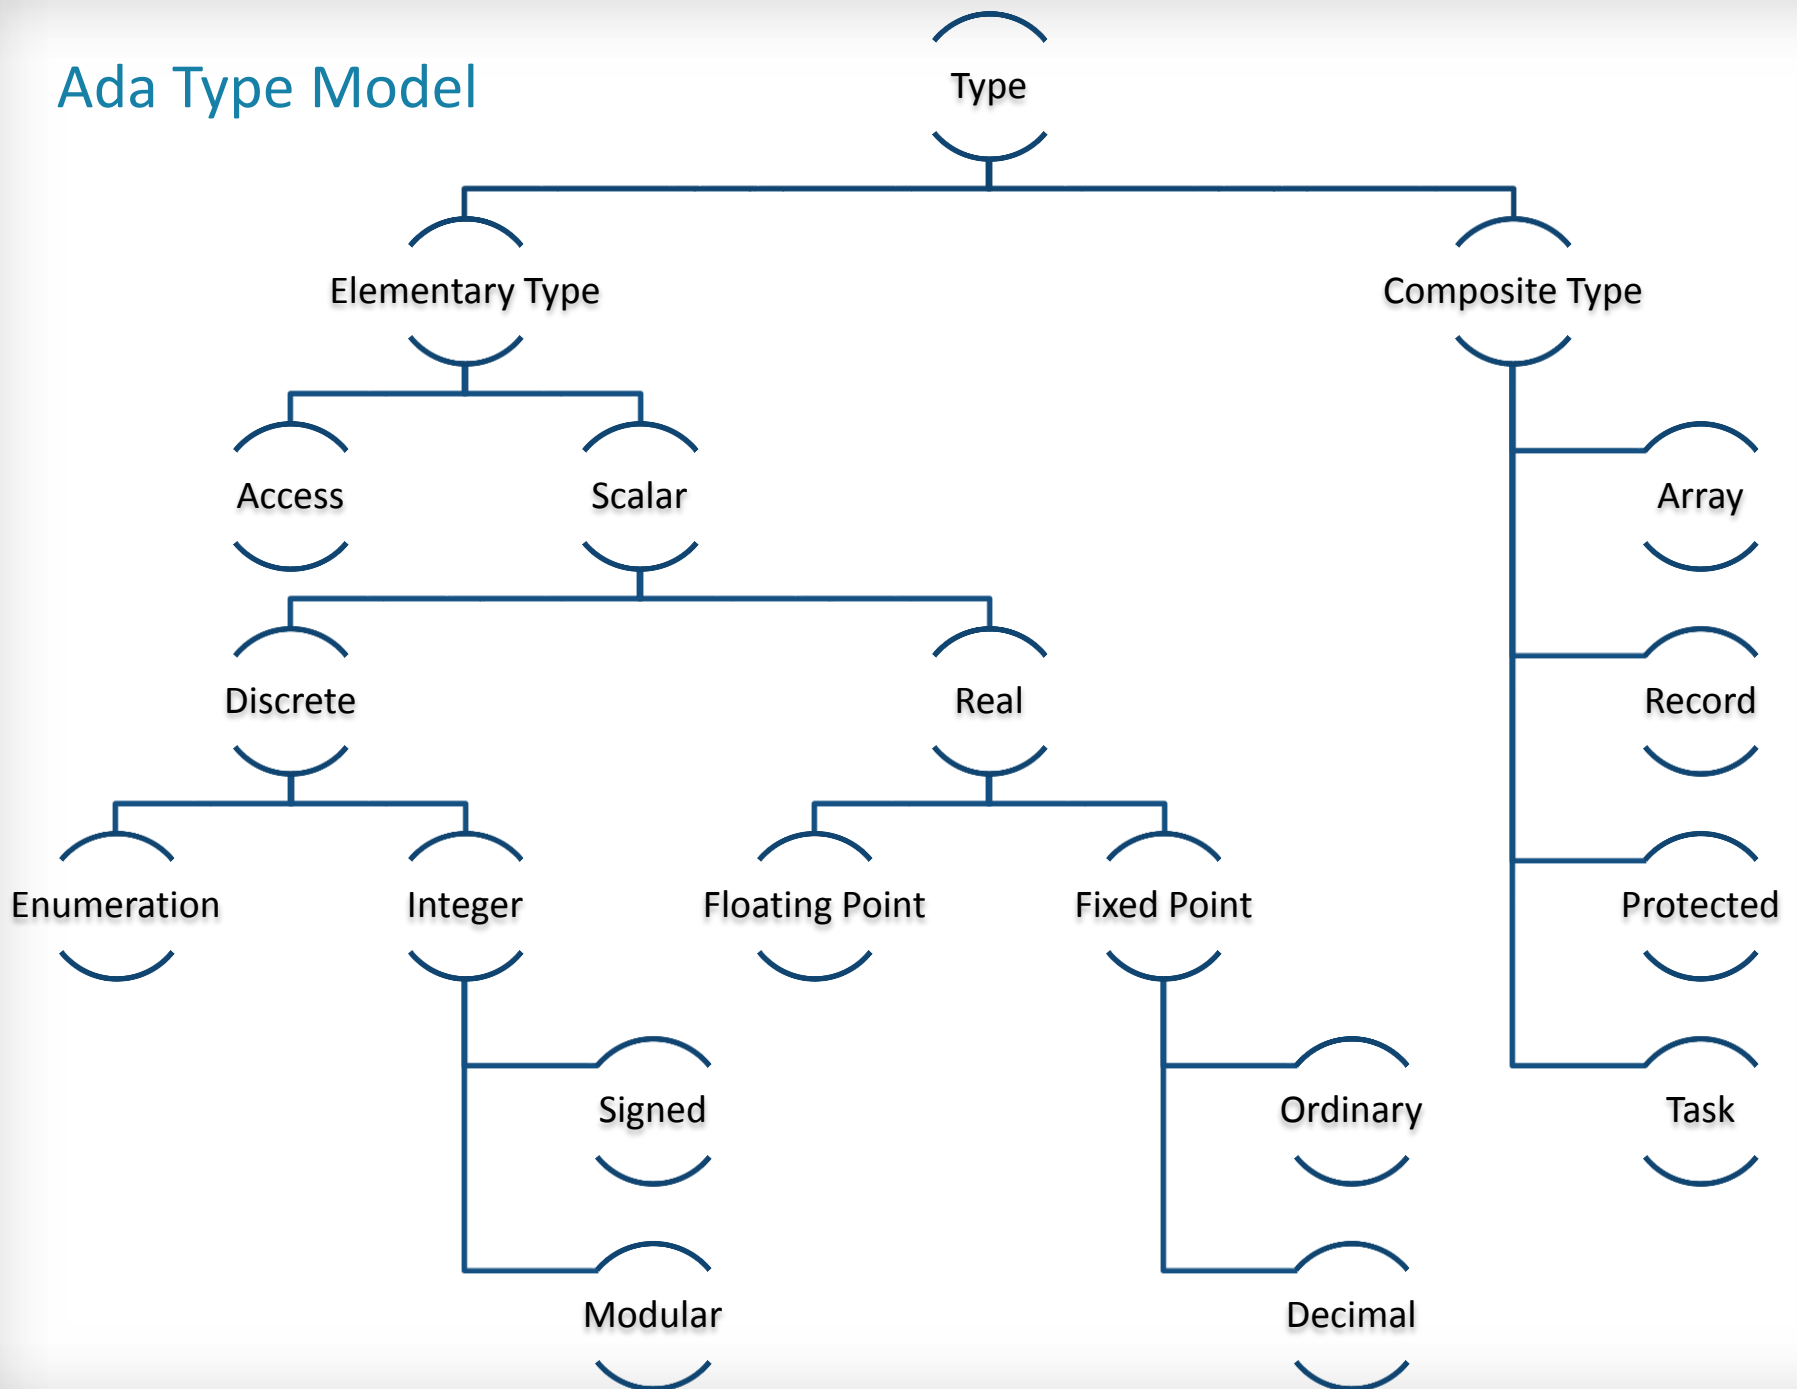 Ada Type Model
Type
Elementary Type
Composite Type
Access
Scalar
Array
Discrete
Real
Record
Enumeration
Integer
Floating Point
Fixed Point
Protected
Signed
Ordinary
Task
Modular
Decimal